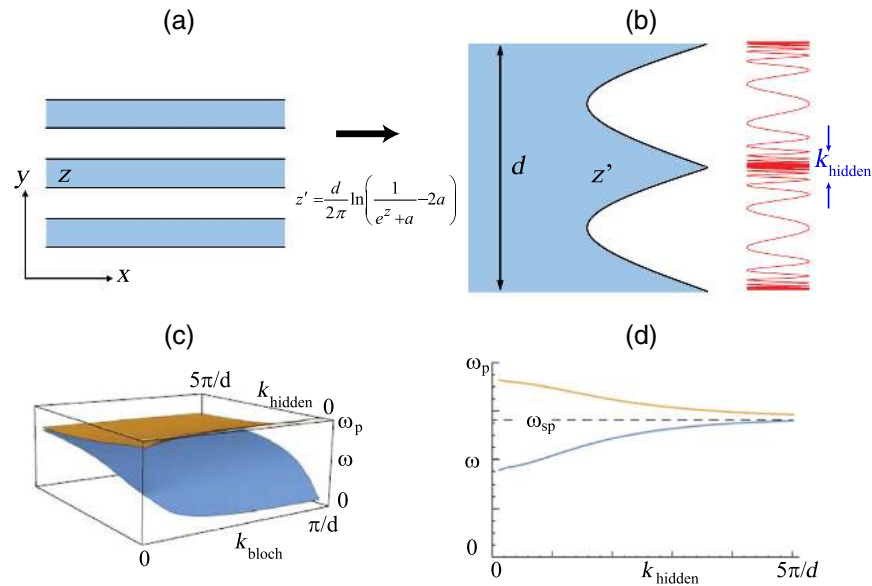 (a)
(b)
y
z
x
z' = d/2π ln( 1/(e^z + a) − 2a )
d
z'
k_hidden
(c)
(d)
5π/d
k_hidden
0
ω_p
ω
0
π/d
k_bloch
0
ω_p
ω_sp
ω
0
0
k_hidden
5π/d